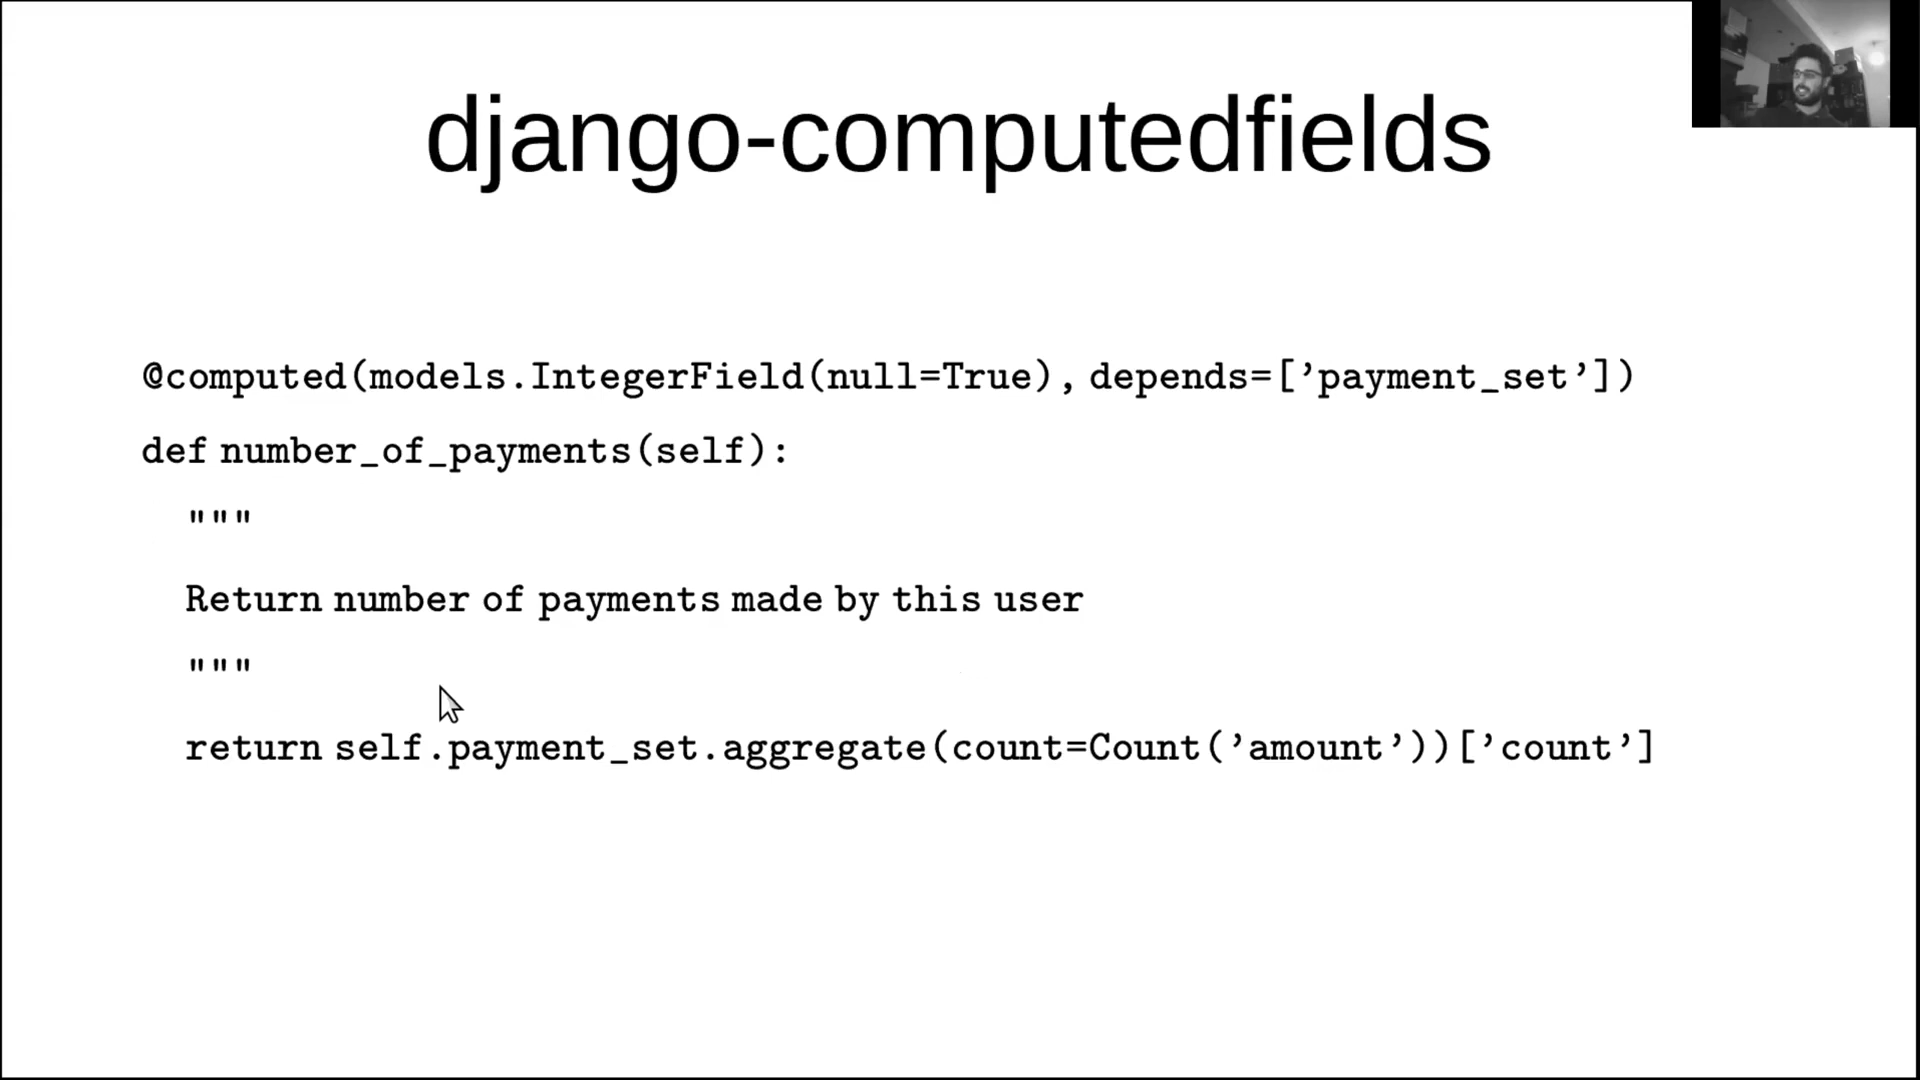 django-computedfields
@computed(models.IntegerField(null=True), depends=['payment_set'])
def number_of_payments(self):
"""
Return number of payments made by this user
"""
return self.payment_set.aggregate(count=Count('amount'))['count']